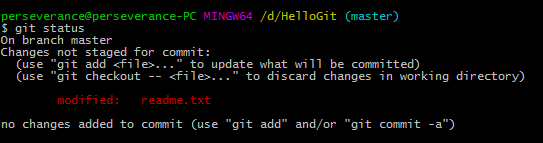 perseverance@perseverance-PC MINGW64 /d/HelloGit (master)
$ git status
On branch master
Changes not staged for commit:
  (use "git add <file>..." to update what will be committed)
  (use "git checkout -- <file>..." to discard changes in working directory)

        modified:   readme.txt

no changes added to commit (use "git add" and/or "git commit -a")